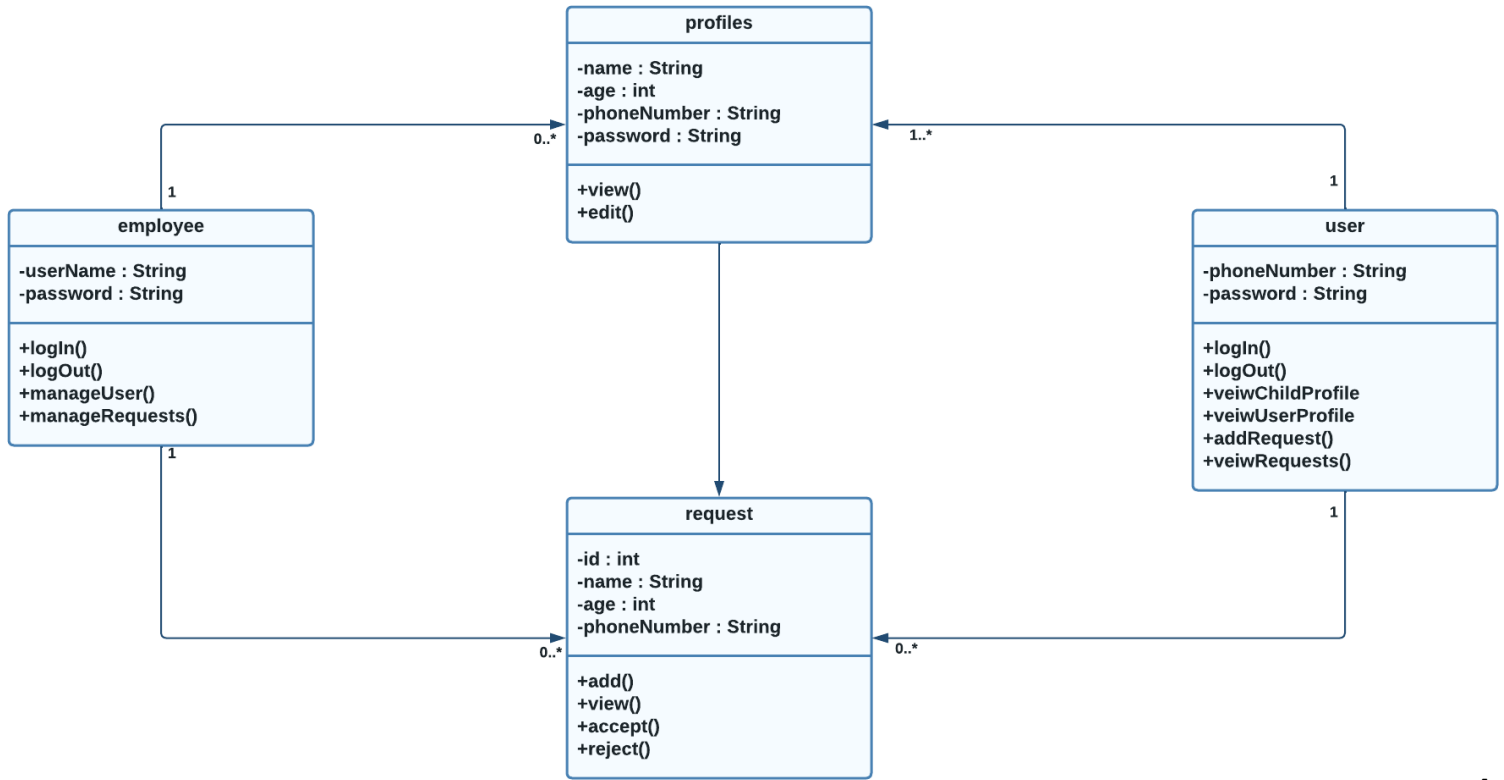 profiles
-name : String
-age : int
-phoneNumber : String
-password : String
+view()
+edit()
0..*
1..*
1
1
employee
-userName : String
-password : String
+logIn()
+logOut()
+manageUser()
+manageRequests()
1
user
-phoneNumber : String
-password : String
+logIn()
+logOut()
+veiwChildProfile
+veiwUserProfile
+addRequest()
+veiwRequests()
1
request
-id : int
-name : String
-age : int
-phoneNumber : String
+add()
+view()
+accept()
+reject()
0..*
0..*